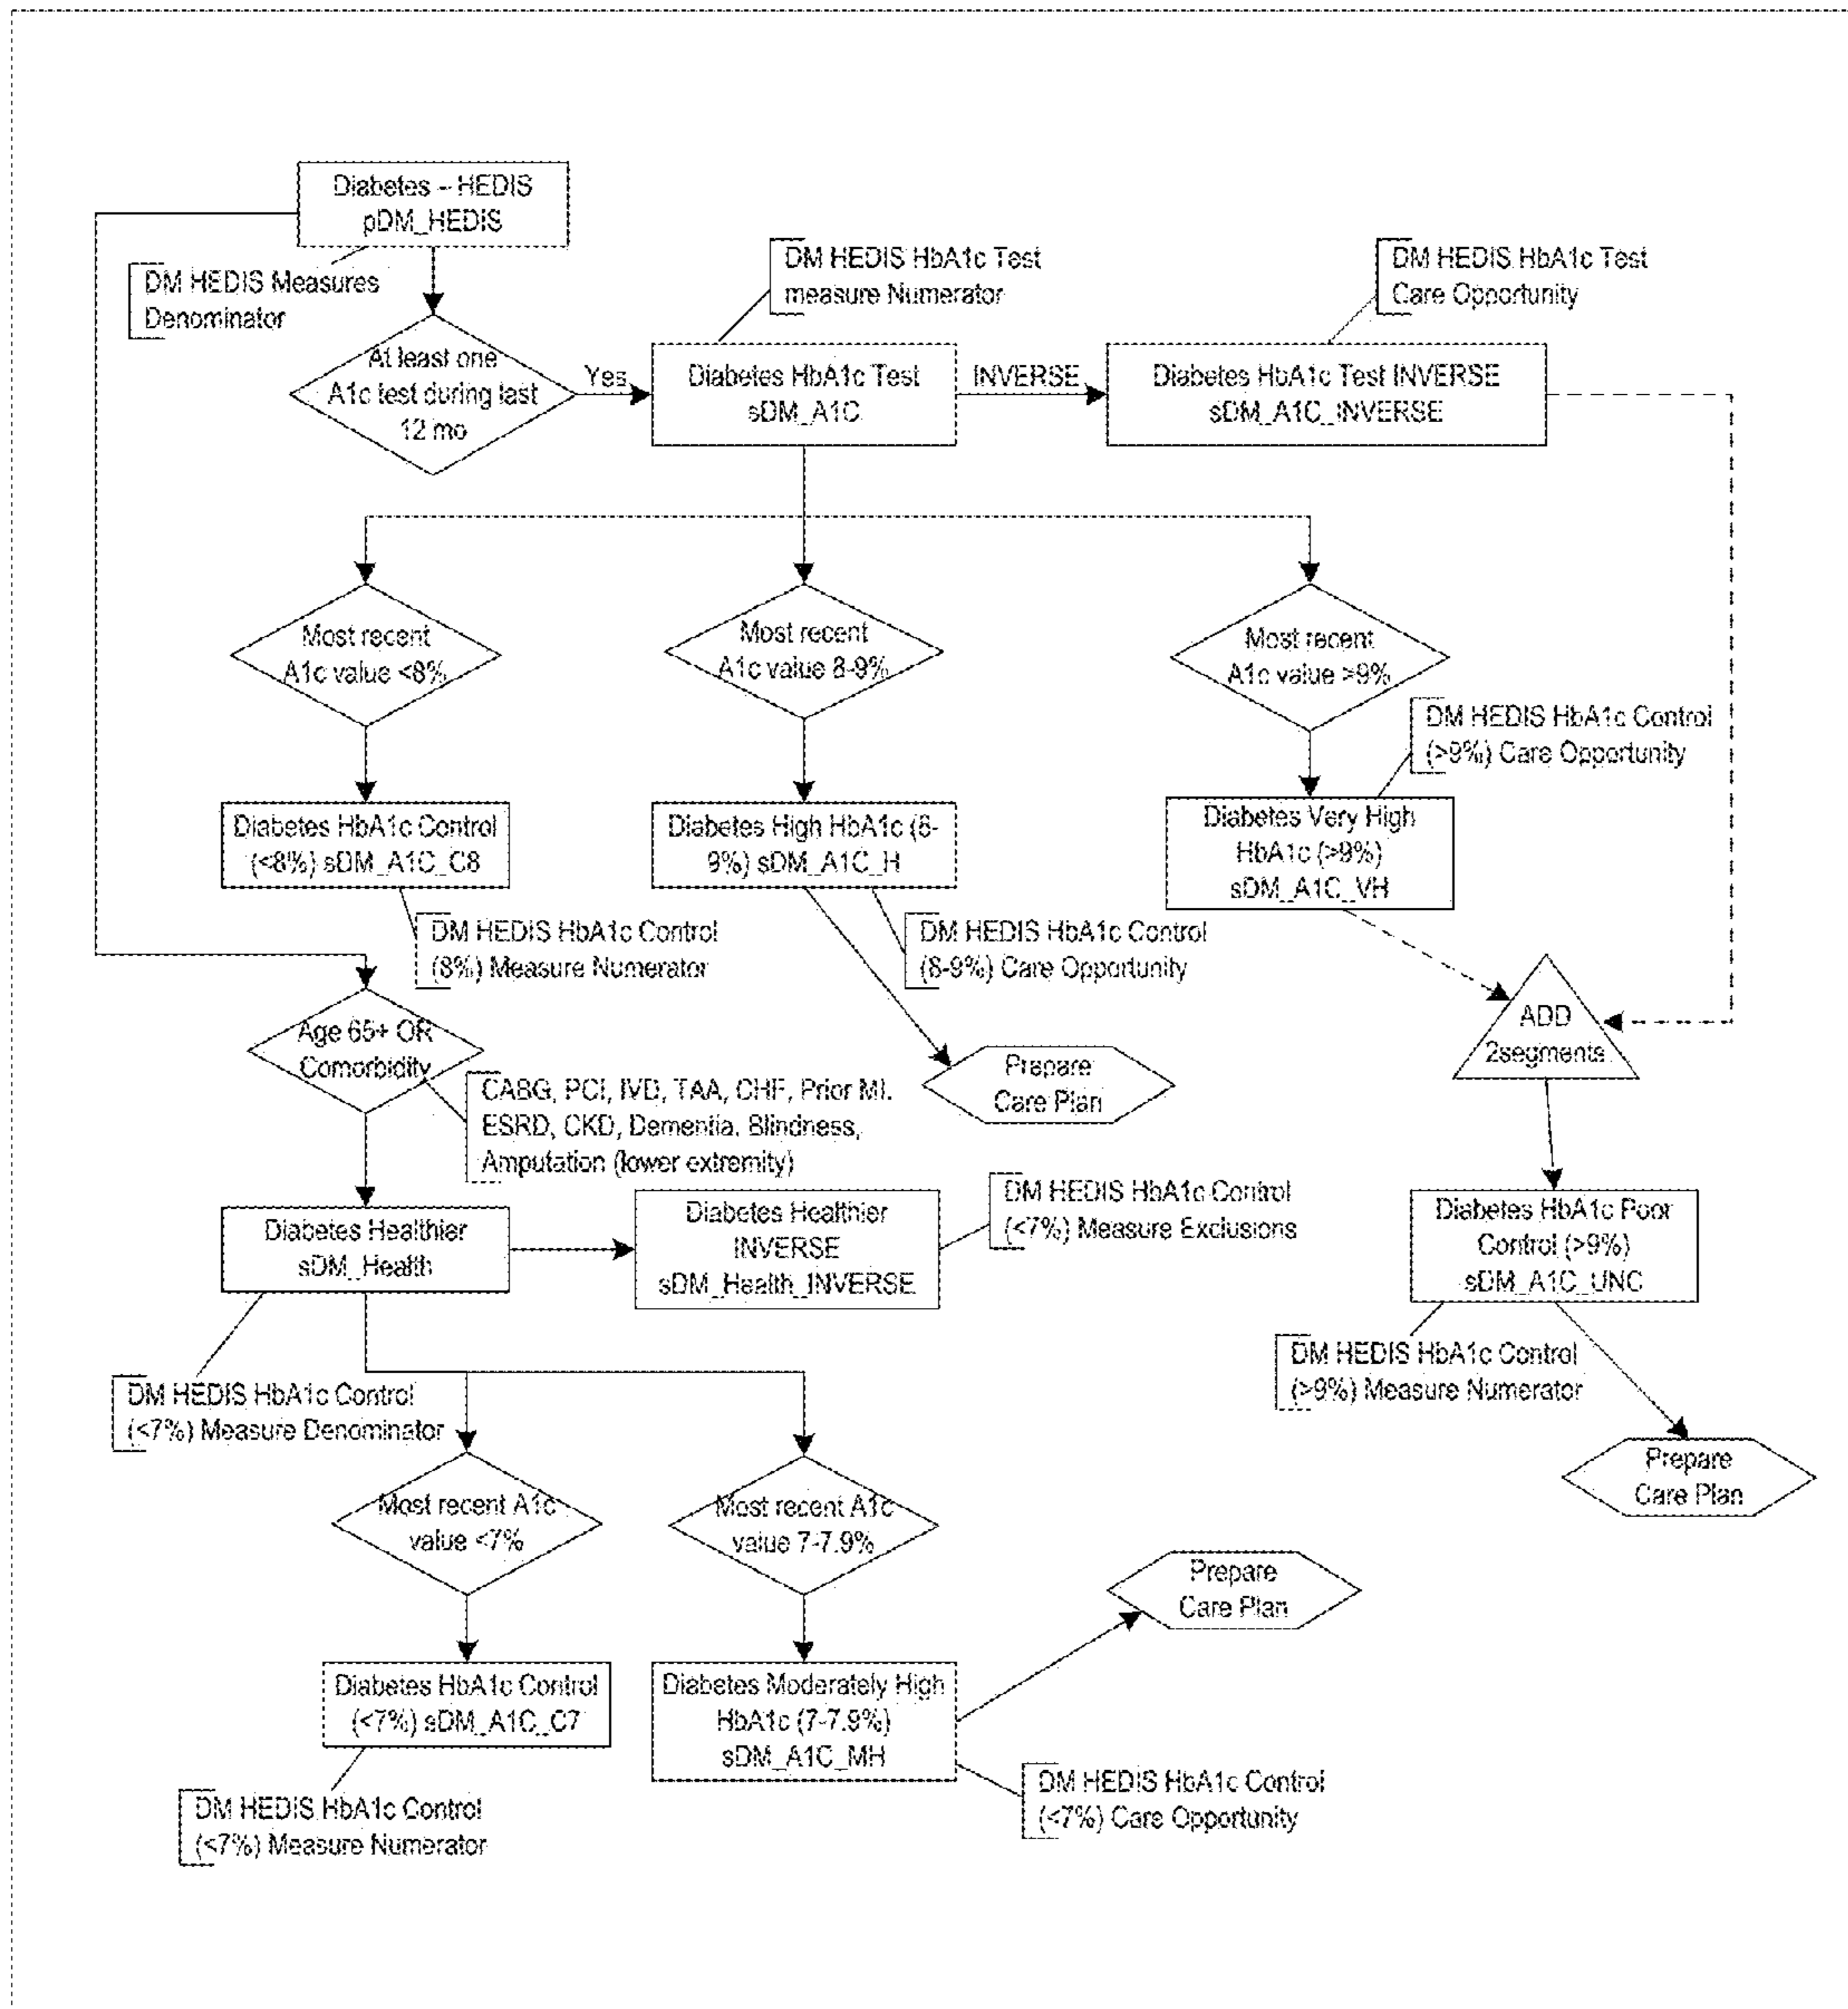 Diabetes – HEDIS
pDM_HEDIS
DM HEDIS Measures
Denominator
At least one
A1c test during last
12 mo
Yes
DM HEDIS HbA1c Test
measure Numerator
Diabetes HbA1c Test
sDM_A1C
INVERSE
DM HEDIS HbA1c Test
Care Opportunity
Diabetes HbA1c Test INVERSE
sDM_A1C_INVERSE
Most recent
A1c value <8%
Most recent
A1c value 8-9%
Most recent
A1c value >9%
DM HEDIS HbA1c Control
(>9%) Care Opportunity
Diabetes HbA1c Control
(<8%) sDM_A1C_C8
Diabetes High HbA1c (8-
9%) sDM_A1C_H
Diabetes Very High
HbA1c (>9%)
sDM_A1C_VH
DM HEDIS HbA1c Control
(8%) Measure Numerator
DM HEDIS HbA1c Control
(8-9%) Care Opportunity
Age 65+ OR
Comorbidity
CABG, PCI, IVD, TAA, CHF, Prior MI,
ESRD, CKD, Dementia, Blindness,
Amputation (lower extremity)
Prepare
Care Plan
ADD
2segments
Diabetes Healthier
sDM_Health
Diabetes Healthier
INVERSE
sDM_Health_INVERSE
DM HEDIS HbA1c Control
(<7%) Measure Exclusions
Diabetes HbA1c Poor
Control (>9%)
sDM_A1C_UNC
DM HEDIS HbA1c Control
(<7%) Measure Denominator
DM HEDIS HbA1c Control
(>9%) Measure Numerator
Prepare
Care Plan
Most recent A1c
value <7%
Most recent A1c
value 7-7.9%
Prepare
Care Plan
Diabetes HbA1c Control
(<7%) sDM_A1C_C7
Diabetes Moderately High
HbA1c (7-7.9%)
sDM_A1C_MH
DM HEDIS HbA1c Control
(<7%) Measure Numerator
DM HEDIS HbA1c Control
(<7%) Care Opportunity